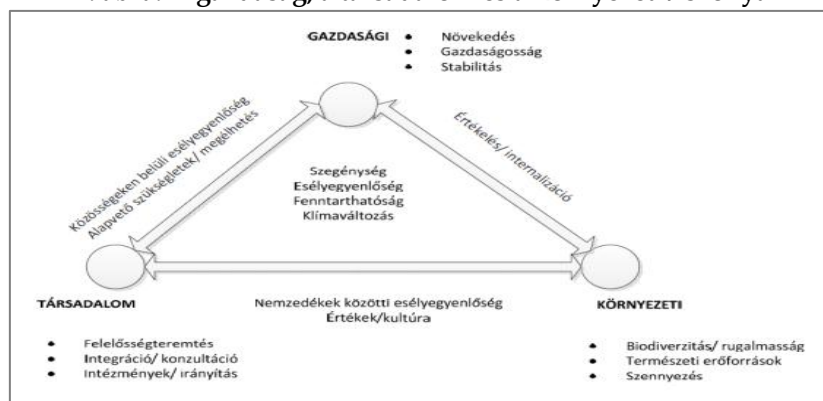 GAZDASÁGI
• Növekedés
• Gazdaságosság
• Stabilitás
Közösségeken belüli esélyegyenlőség
Alapvető szükségletek/ megélhetés
Értékelés/ internalizáció
Szegénység
Esélyegyenlőség
Fenntarthatóság
Klímaváltozás
TÁRSADALOM
Nemzedékek közötti esélyegyenlőség
Értékek/kultúra
KÖRNYEZETI
• Felelősségteremtés
• Integráció/ konzultáció
• Intézmények/ irányítás
• Biodiverzitás/ rugalmasság
• Természeti erőforrások
• Szennyezés